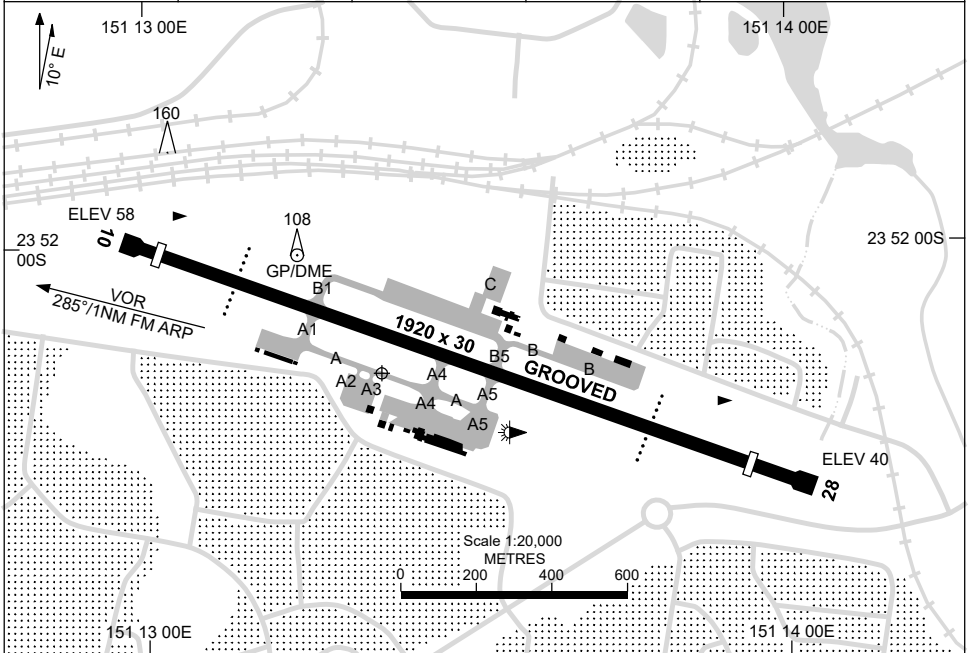 151 13 00E
151 14 00E
10° E
160
ELEV 58
108
10
23 52
00S
23 52 00S
GP/DME
C
VOR
285°/1NM FM ARP
B1
A1
1920 x 30
B5
B
B
GROOVED
A
A2
A3
A4
A4
A
A5
A5
ELEV 40
28
Scale 1:20,000
METRES
0 200 400 600
151 13 00E
151 14 00E